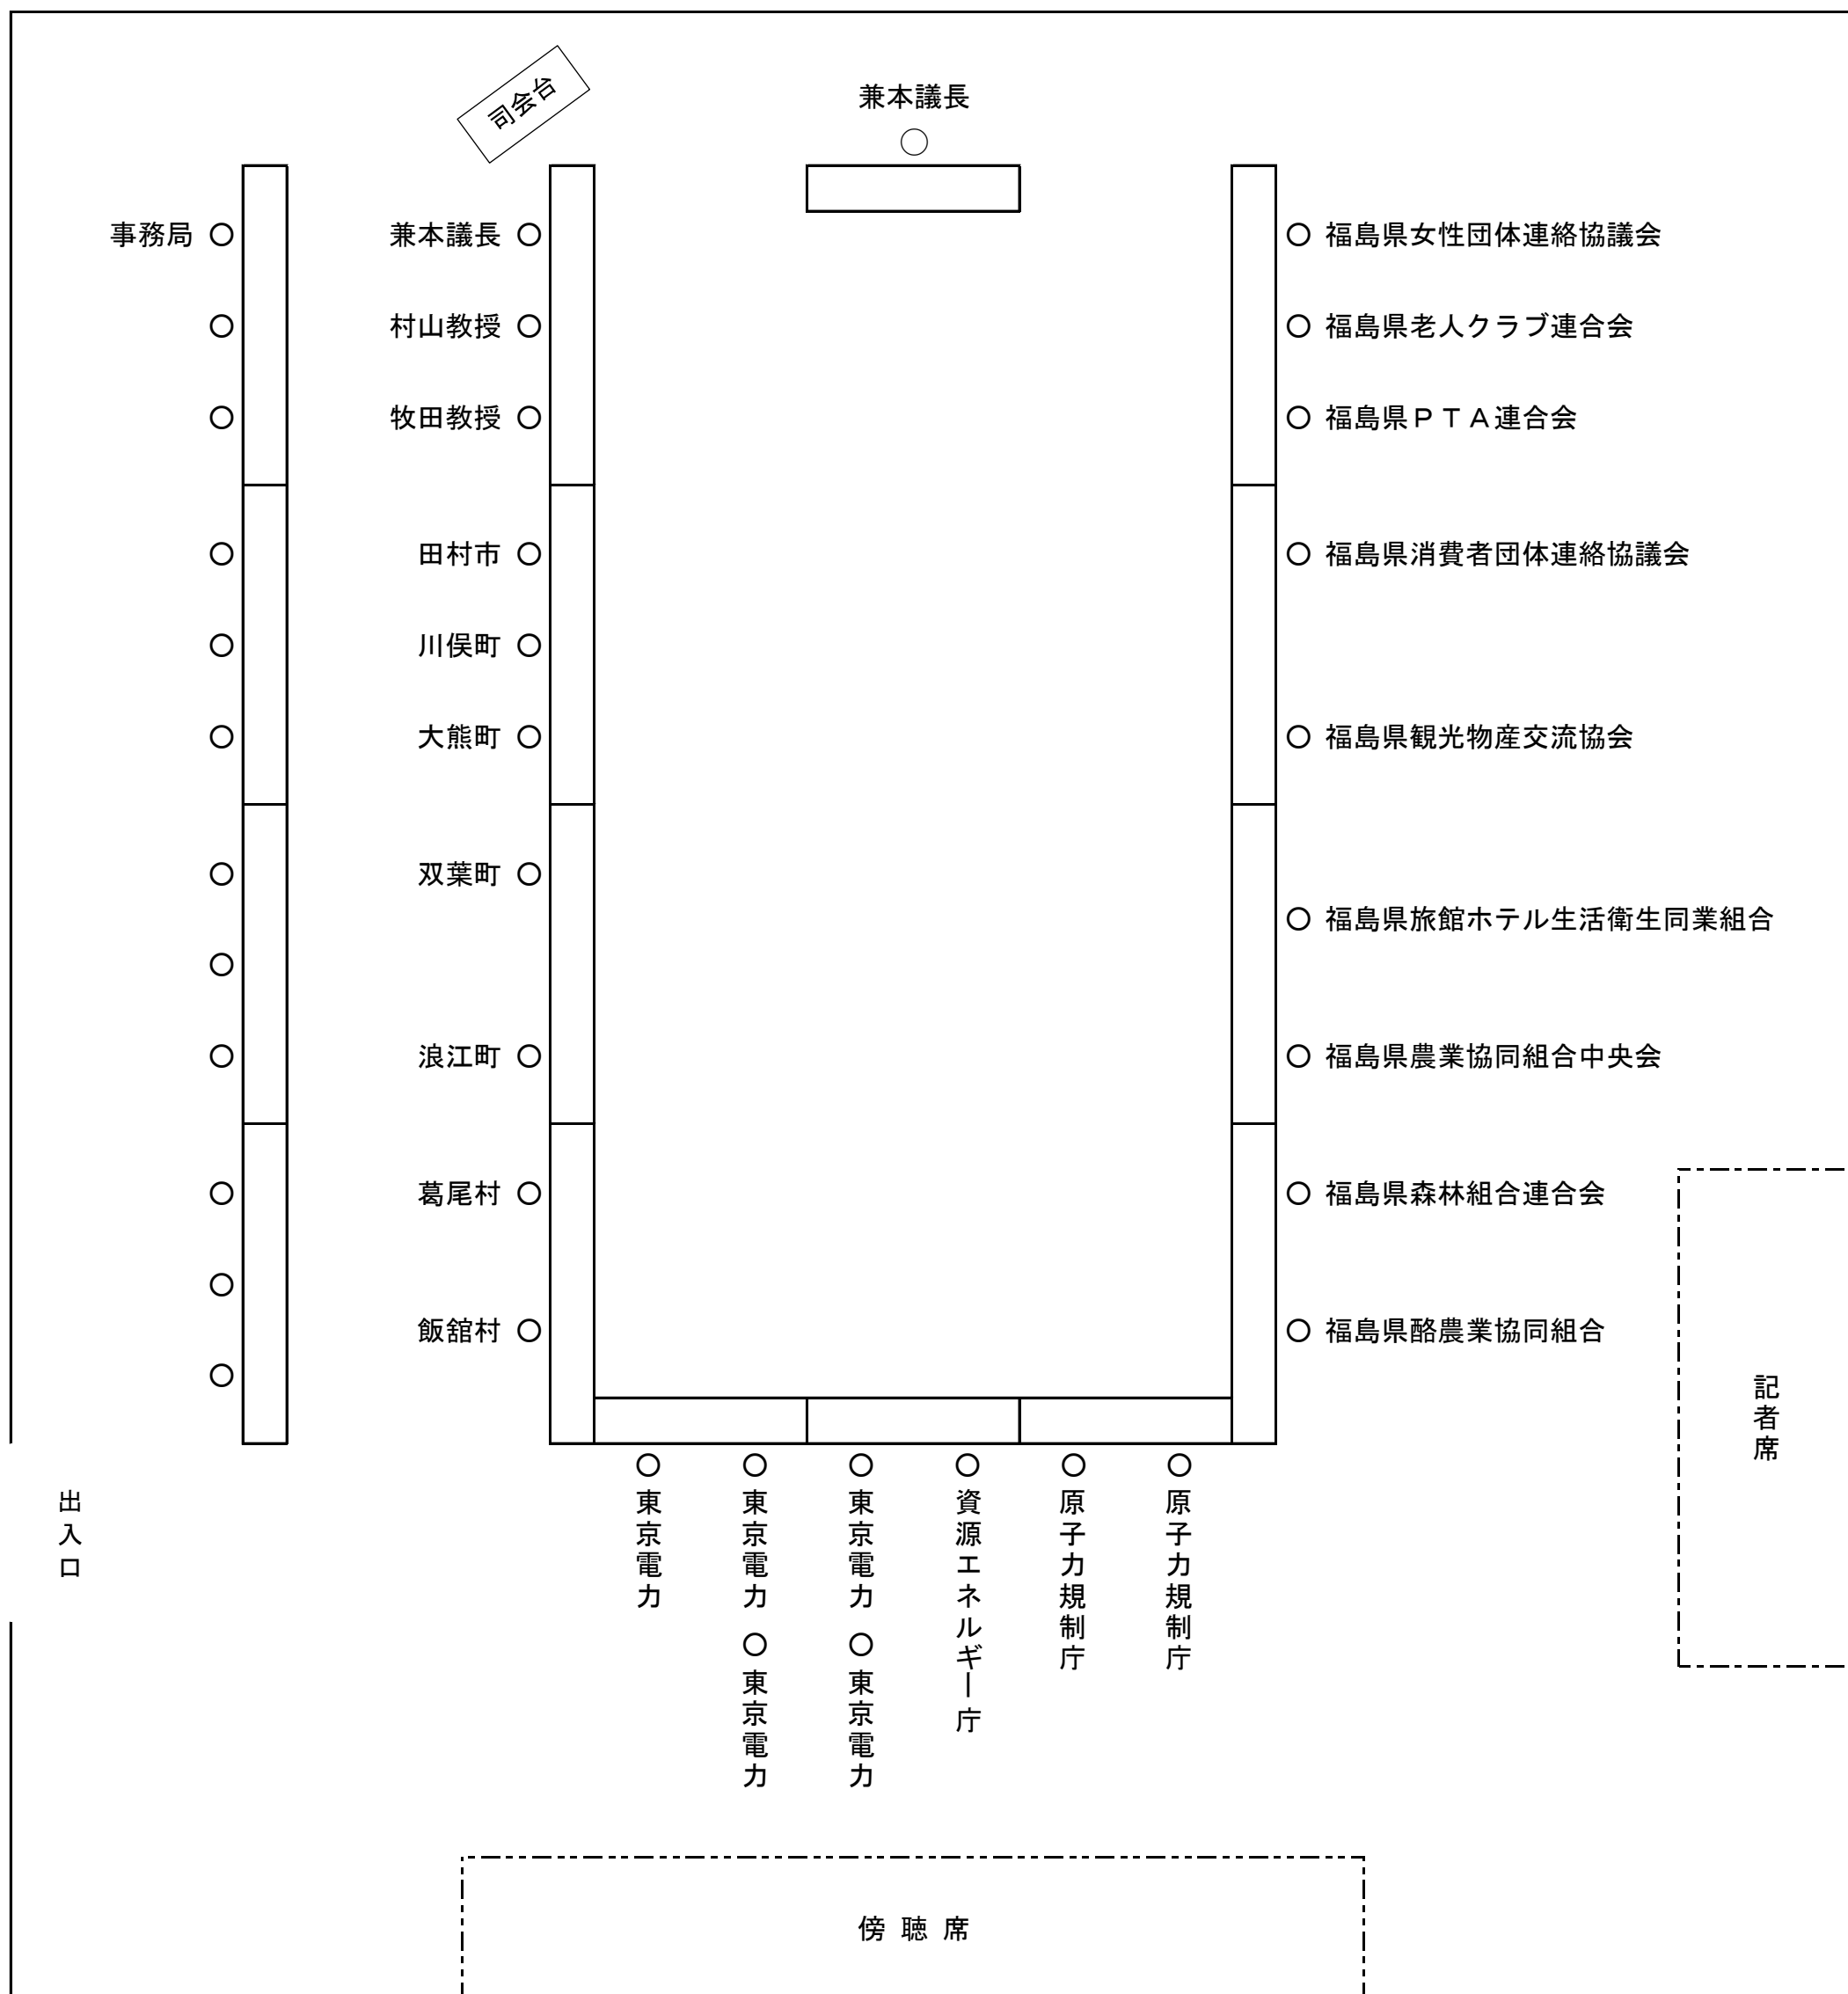 司会台
兼本議長
事務局
兼本議長
村山教授
牧田教授
田村市
川俣町
大熊町
双葉町
浪江町
葛尾村
飯舘村
福島県女性団体連絡協議会
福島県老人クラブ連合会
福島県ＰＴＡ連合会
福島県消費者団体連絡協議会
福島県観光物産交流協会
福島県旅館ホテル生活衛生同業組合
福島県農業協同組合中央会
福島県森林組合連合会
福島県酪農業協同組合
東京電力
東京電力
東京電力
資源エネルギー庁
原子力規制庁
原子力規制庁
東京電力
東京電力
出入口
記者席
傍聴席